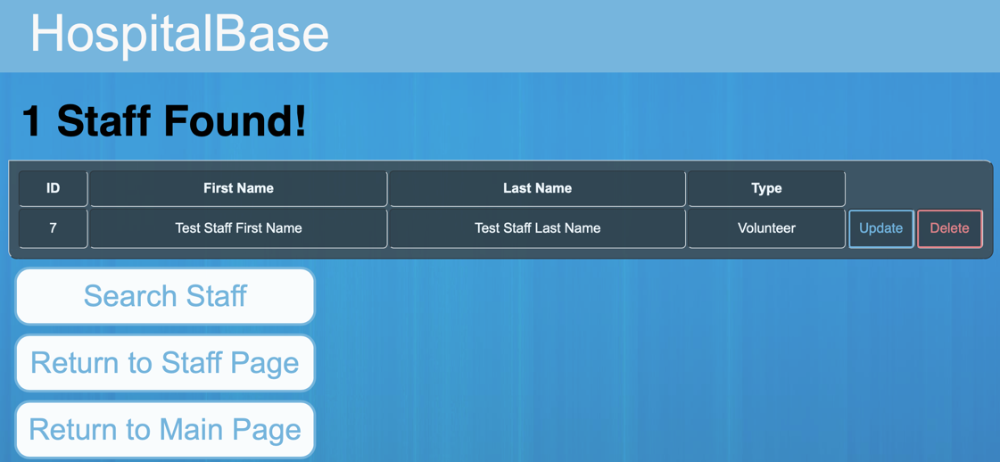 HospitalBase
1 Staff Found!
ID First Name Last Name Type
7 Test Staff First Name Test Staff Last Name Volunteer Update Delete
Search Staff
Return to Staff Page
Return to Main Page